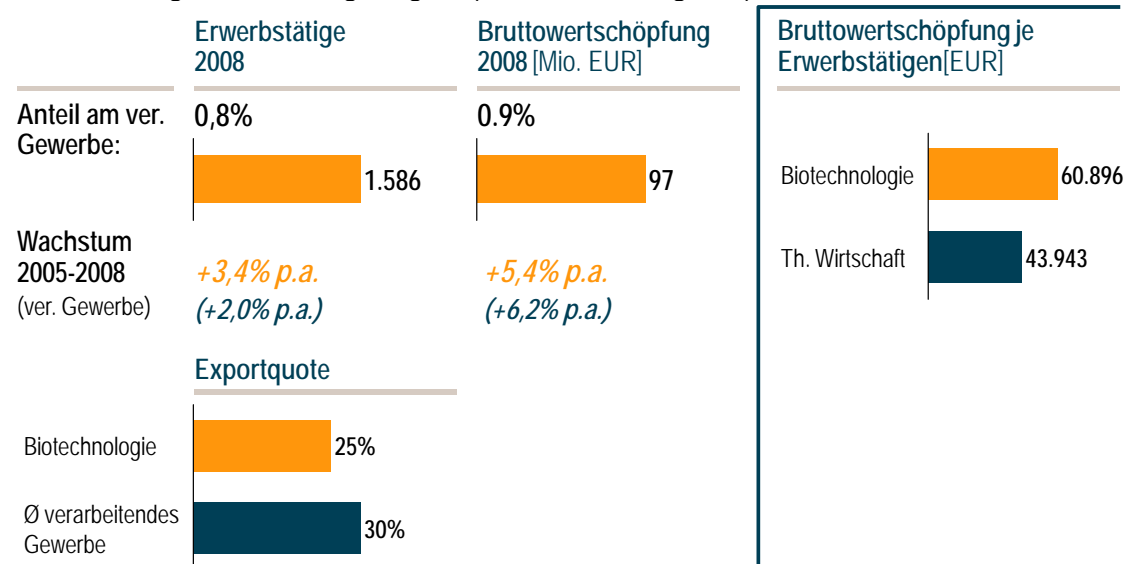 Erwerbstätige
2008
Bruttowertschöpfung
2008 [Mio. EUR]
Bruttowertschöpfung je
Erwerbstätigen[EUR]
Anteil am ver.
Gewerbe:
0,8%
0.9%
1.586
97
Biotechnologie
60.896
Th. Wirtschaft
43.943
Wachstum
2005-2008
(ver. Gewerbe)
+3,4% p.a.
(+2,0% p.a.)
+5,4% p.a.
(+6,2% p.a.)
Exportquote
Biotechnologie
25%
Ø verarbeitendes
Gewerbe
30%